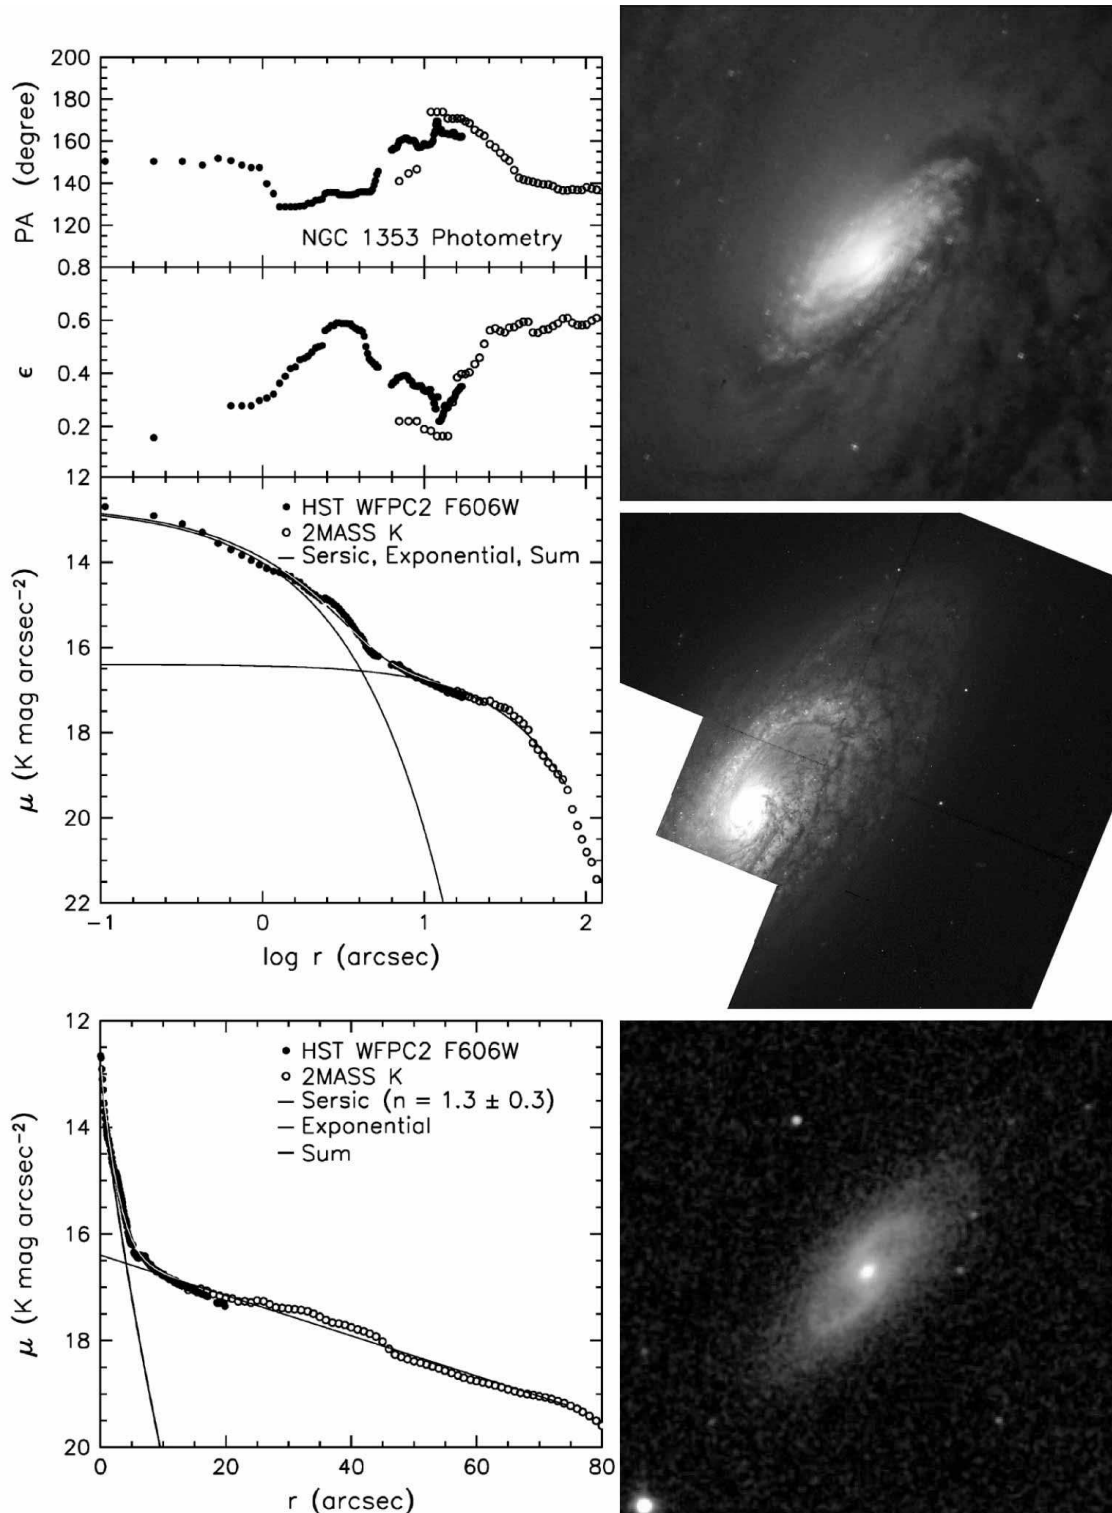 200
180
160
140
120
100
PA (degree)
NGC 1353 Photometry
0.8
0.6
0.4
0.2
ϵ
12
14
16
18
20
22
μ (K mag arcsec⁻²)
HST WFPC2 F606W
2MASS K
Sersic, Exponential, Sum
−1 0 1 2
log r (arcsec)
12
14
16
18
20
μ (K mag arcsec⁻²)
HST WFPC2 F606W
2MASS K
Sersic (n = 1.3 ± 0.3)
Exponential
Sum
0 20 40 60 80
r (arcsec)